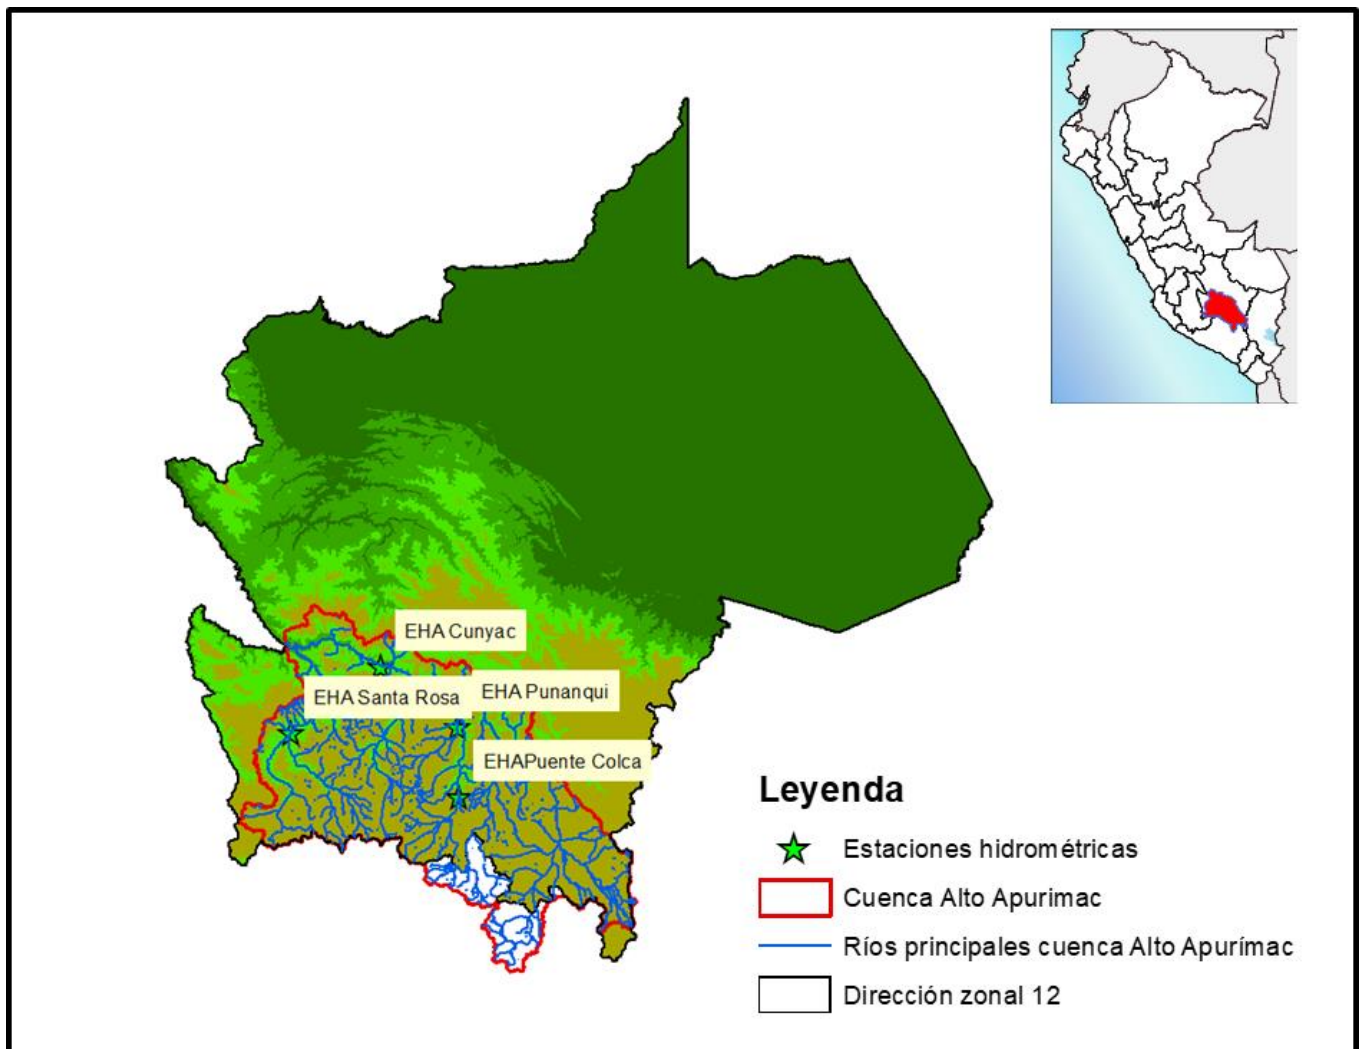 EHA Cunyac
EHA Santa Rosa
EHA Punanqui
EHAPuente Colca
Leyenda
Estaciones hidrométricas
Cuenca Alto Apurimac
Ríos principales cuenca Alto Apurímac
Dirección zonal 12